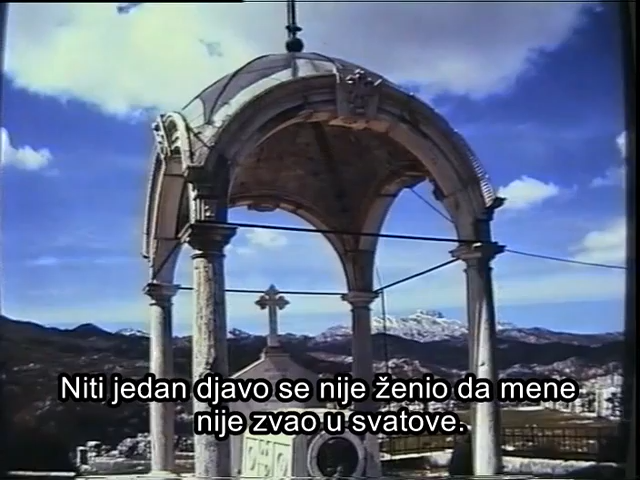 Niti jedan djavo se nije ženio da mene
nije zvao u svatove.